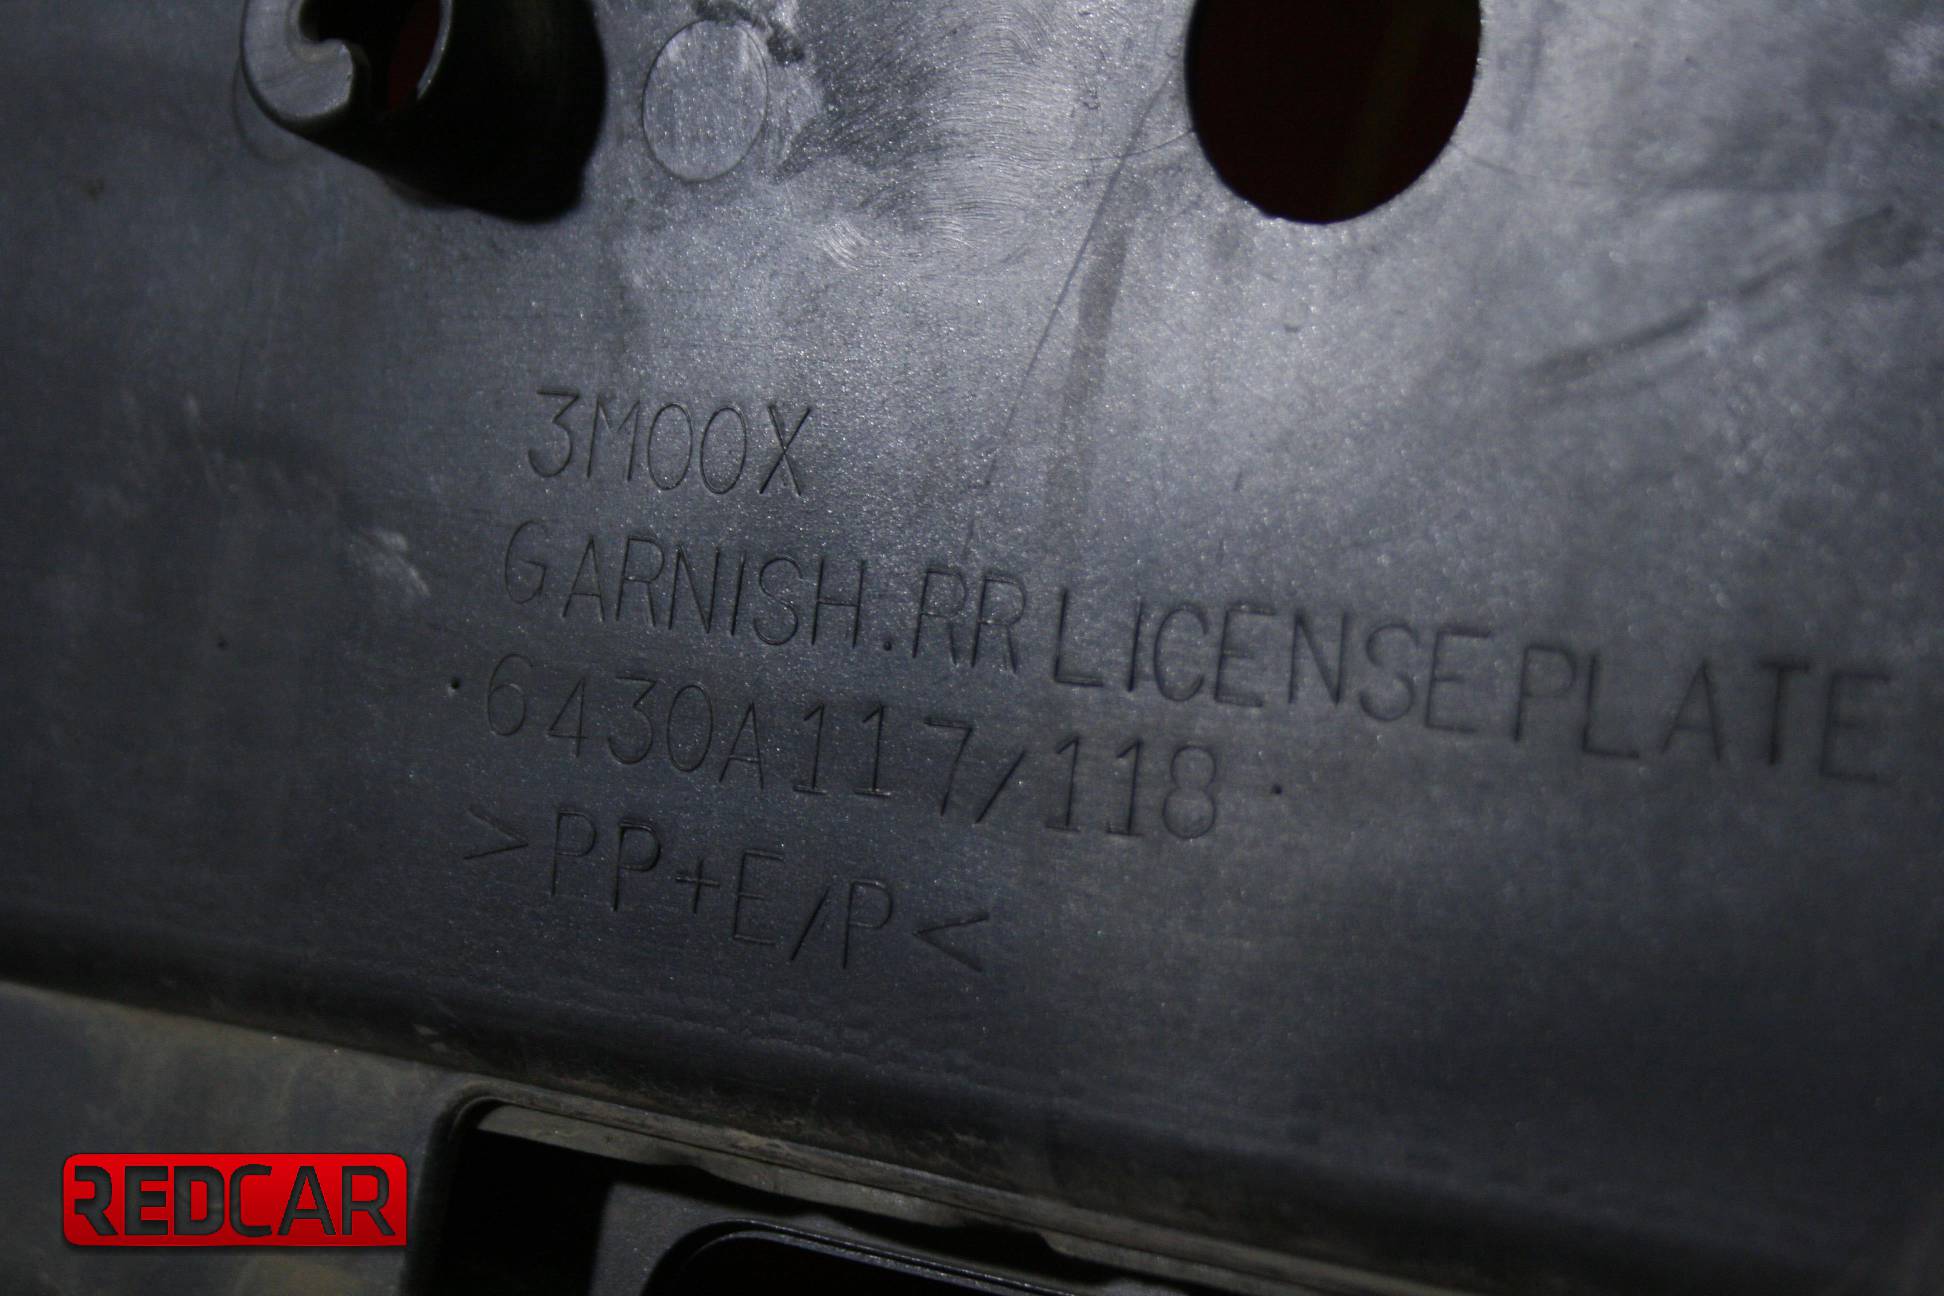 3M00X
GARNISH.RR LICENSE PLATE
·6430A117/118·
>PP+E/P<
REDCAR